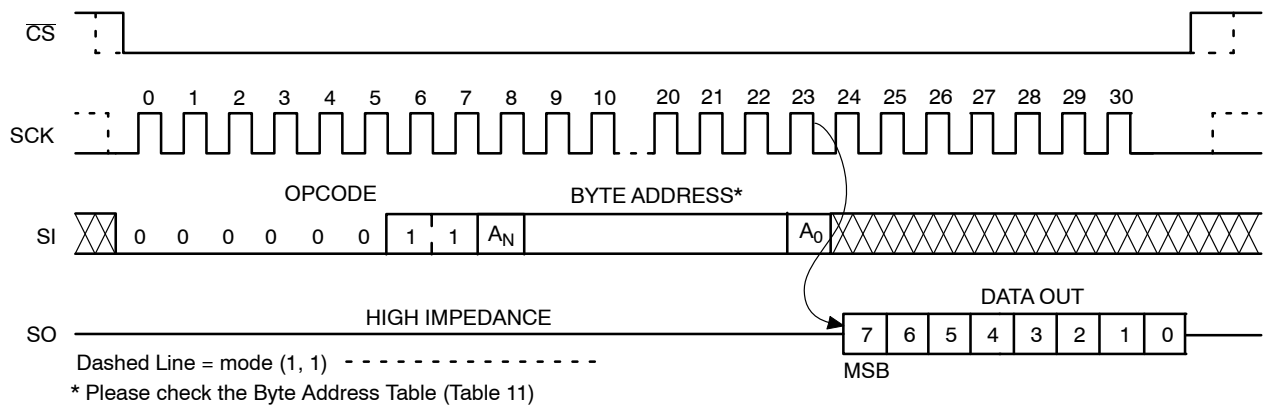 CS
0 1 2 3 4 5 6 7 8 9 10 20 21 22 23 24 25 26 27 28 29 30
SCK
OPCODE BYTE ADDRESS*
SI 0 0 0 0 0 0 1 1 AN A0
DATA OUT
HIGH IMPEDANCE
SO 7 6 5 4 3 2 1 0
Dashed Line = mode (1, 1)
MSB
* Please check the Byte Address Table (Table 11)